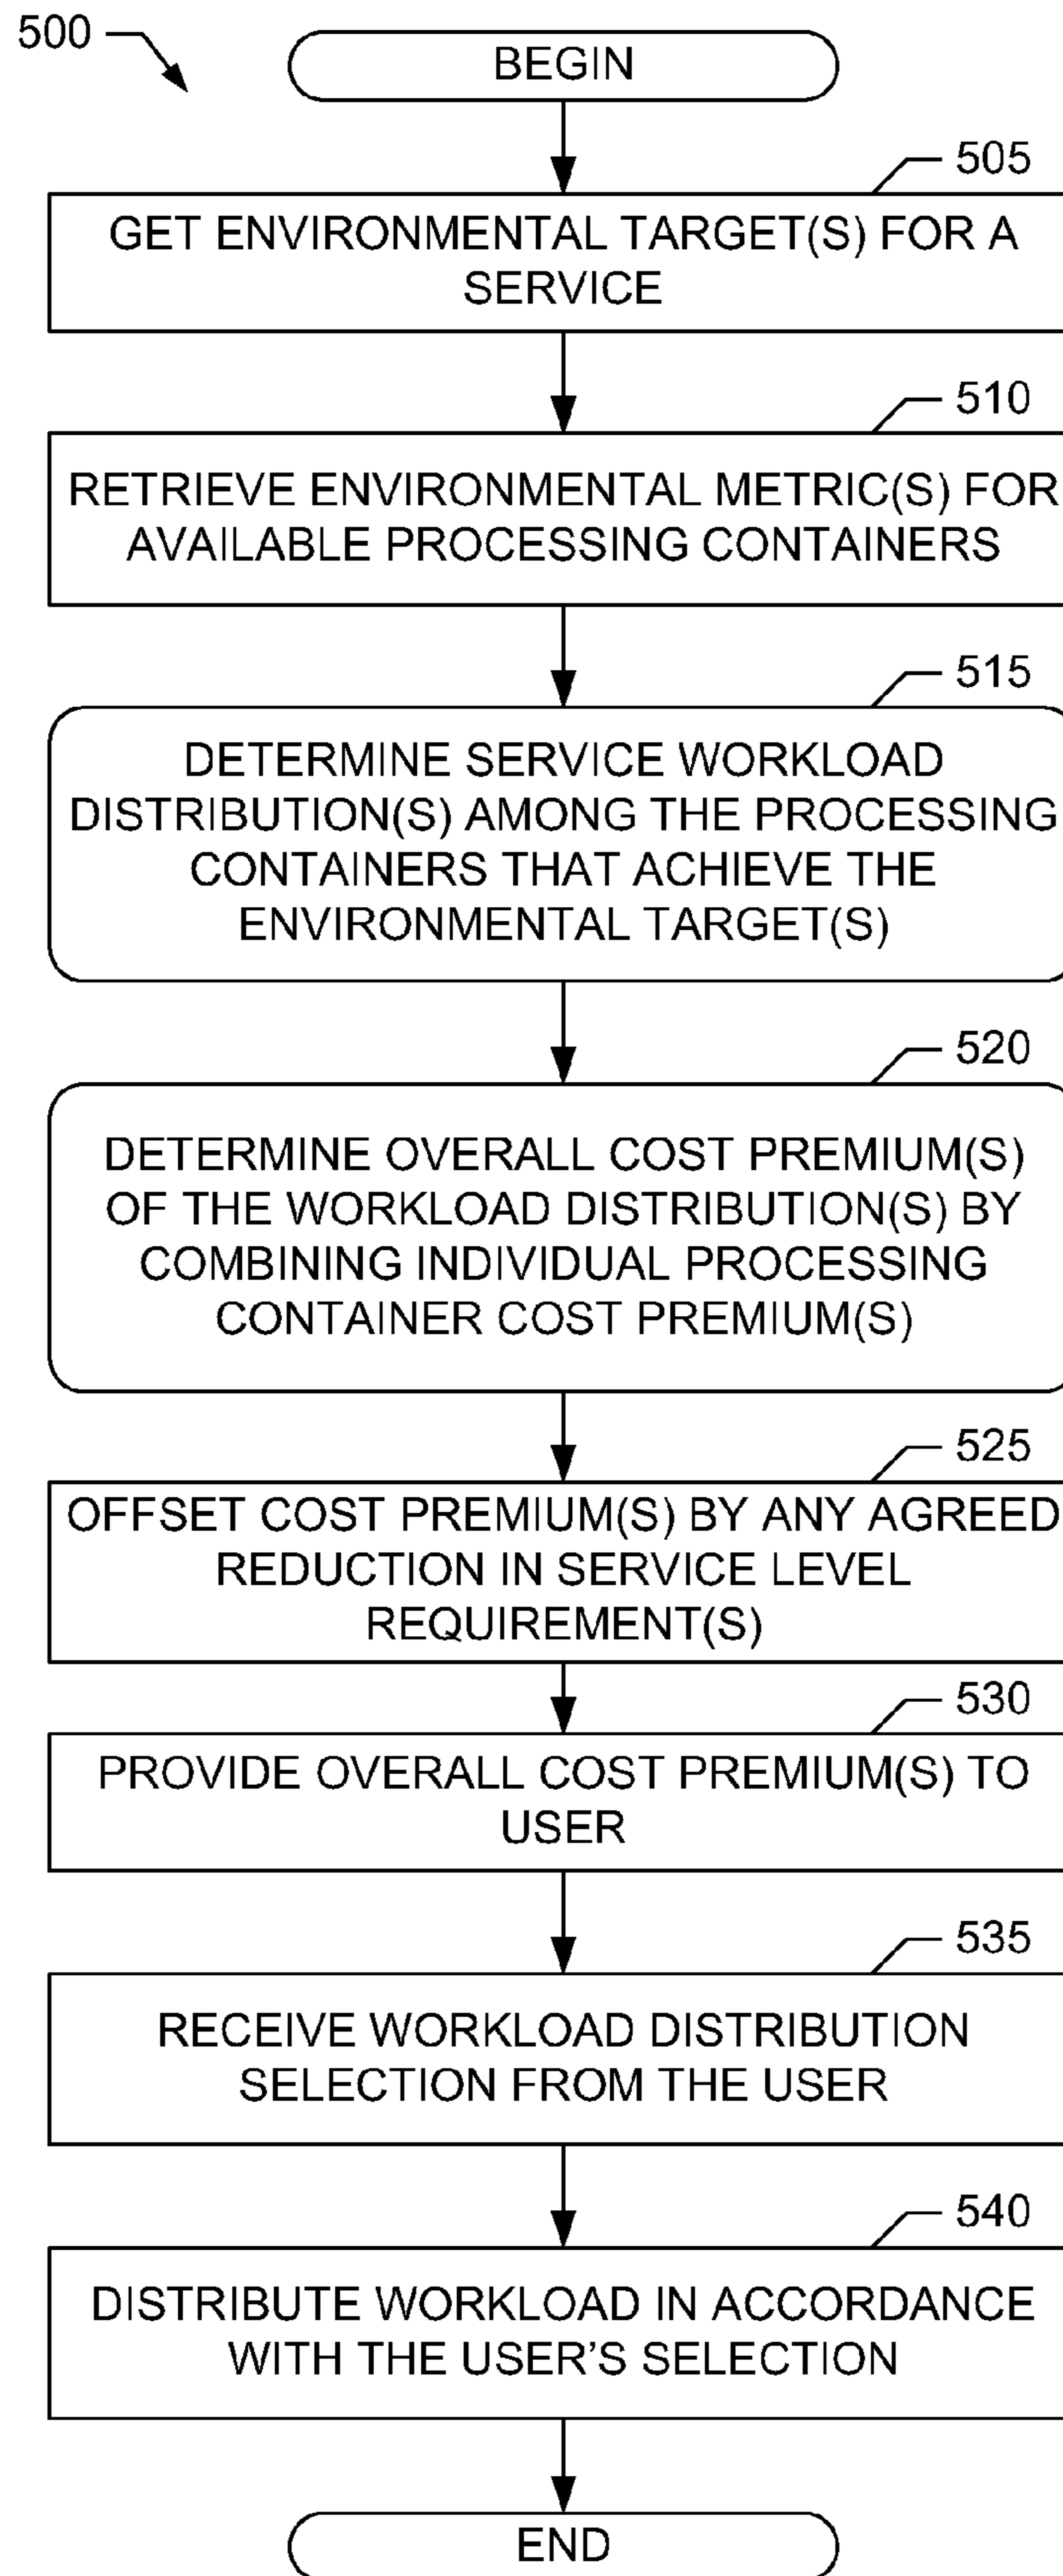 500
BEGIN
505
GET ENVIRONMENTAL TARGET(S) FOR A
SERVICE
510
RETRIEVE ENVIRONMENTAL METRIC(S) FOR
AVAILABLE PROCESSING CONTAINERS
515
DETERMINE SERVICE WORKLOAD
DISTRIBUTION(S) AMONG THE PROCESSING
CONTAINERS THAT ACHIEVE THE
ENVIRONMENTAL TARGET(S)
520
DETERMINE OVERALL COST PREMIUM(S)
OF THE WORKLOAD DISTRIBUTION(S) BY
COMBINING INDIVIDUAL PROCESSING
CONTAINER COST PREMIUM(S)
525
OFFSET COST PREMIUM(S) BY ANY AGREED
REDUCTION IN SERVICE LEVEL
REQUIREMENT(S)
530
PROVIDE OVERALL COST PREMIUM(S) TO
USER
535
RECEIVE WORKLOAD DISTRIBUTION
SELECTION FROM THE USER
540
DISTRIBUTE WORKLOAD IN ACCORDANCE
WITH THE USER'S SELECTION
END